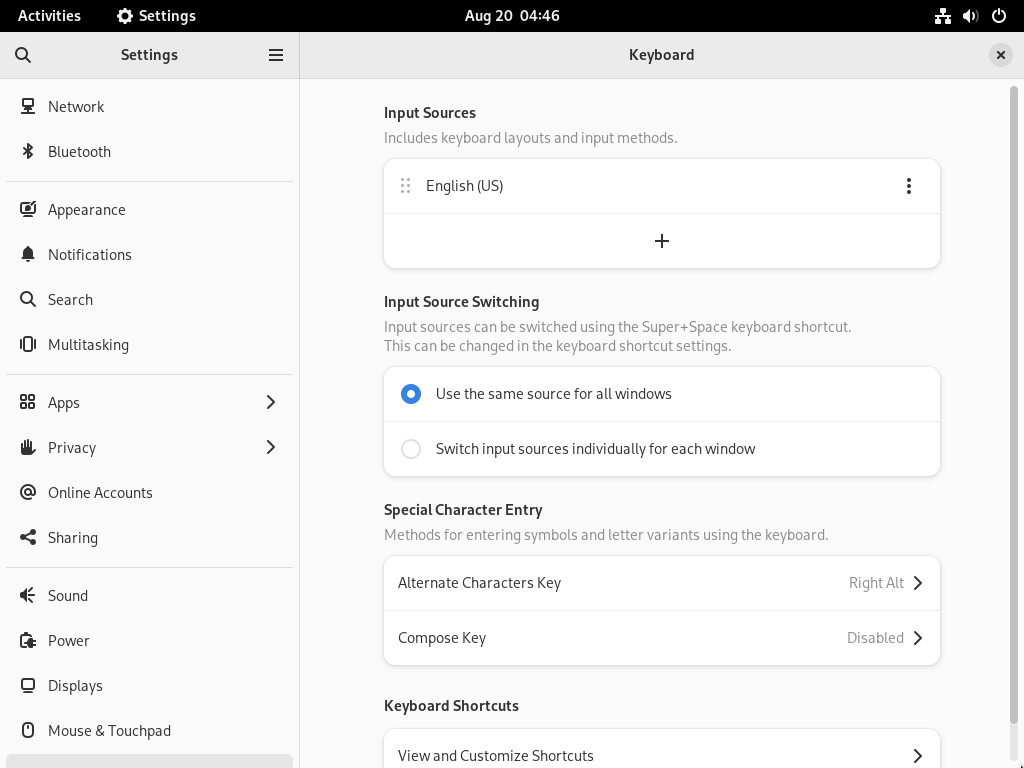 Activities
Settings
Aug 20 04:46
Settings
Keyboard
Network
Bluetooth
Appearance
Notifications
Search
Multitasking
Apps
Privacy
Online Accounts
Sharing
Sound
Power
Displays
Mouse & Touchpad
Input Sources
Includes keyboard layouts and input methods.
English (US)
Input Source Switching
Input sources can be switched using the Super+Space keyboard shortcut.
This can be changed in the keyboard shortcut settings.
Use the same source for all windows
Switch input sources individually for each window
Special Character Entry
Methods for entering symbols and letter variants using the keyboard.
Alternate Characters Key Right Alt
Compose Key Disabled
Keyboard Shortcuts
View and Customize Shortcuts